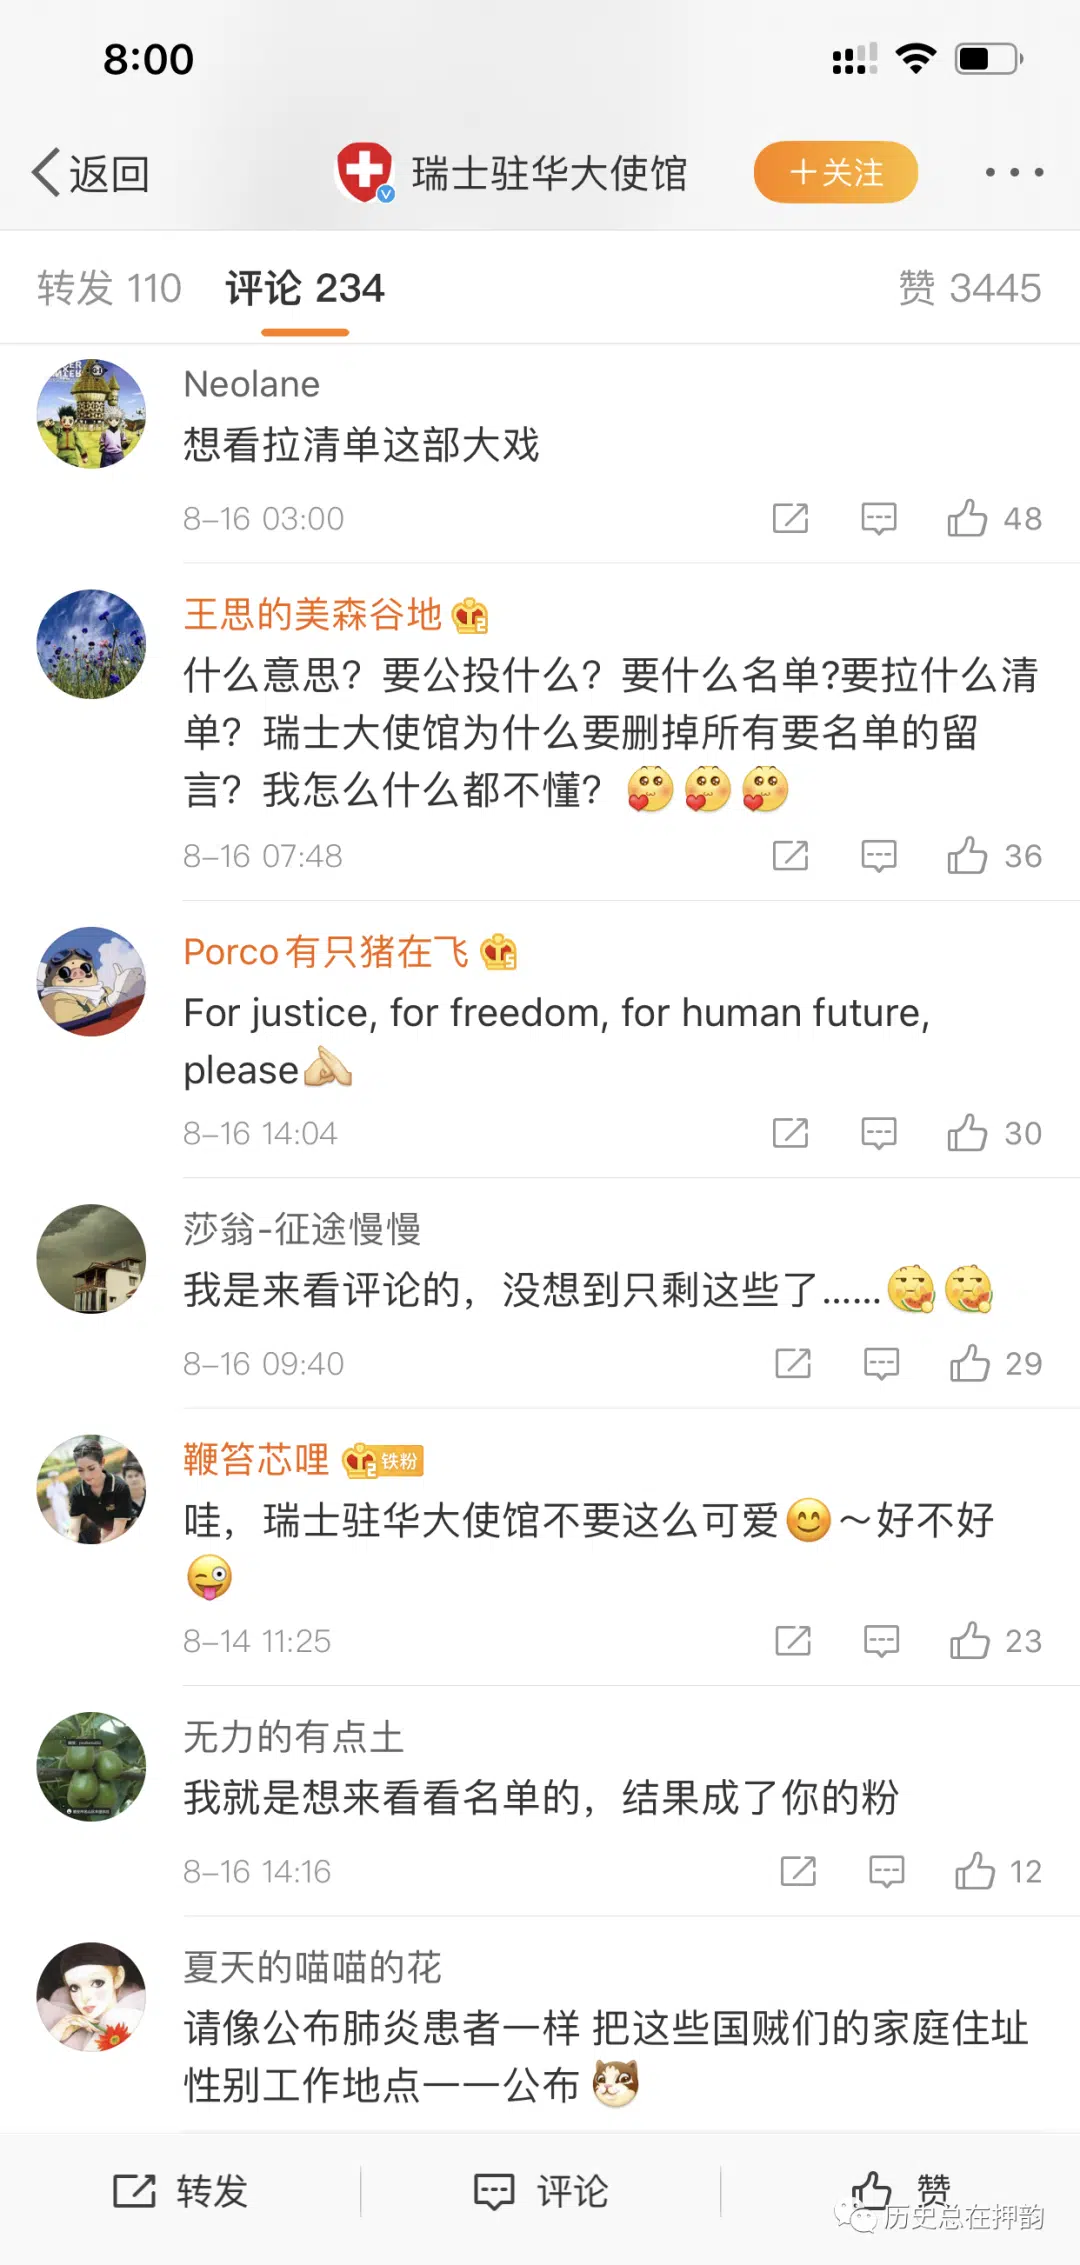 8:00
返回
瑞士驻华大使馆
+关注
转发 110
评论 234
赞 3445
Neolane
想看拉清单这部大戏
8-16 03:00
48
王思的美森谷地
什么意思？要公投什么？要什么名单?要拉什么清
单？瑞士大使馆为什么要删掉所有要名单的留
言？我怎么什么都不懂？
8-16 07:48
36
Porco有只猪在飞
For justice, for freedom, for human future,
please
8-16 14:04
30
莎翁-征途慢慢
我是来看评论的，没想到只剩这些了......
8-16 09:40
29
鞭笞芯哩
铁粉
哇，瑞士驻华大使馆不要这么可爱～好不好
8-14 11:25
23
无力的有点土
我就是想来看看名单的，结果成了你的粉
8-16 14:16
12
夏天的喵喵的花
请像公布肺炎患者一样 把这些国贼们的家庭住址
性别工作地点一一公布
转发
评论
赞
历史总在押韵